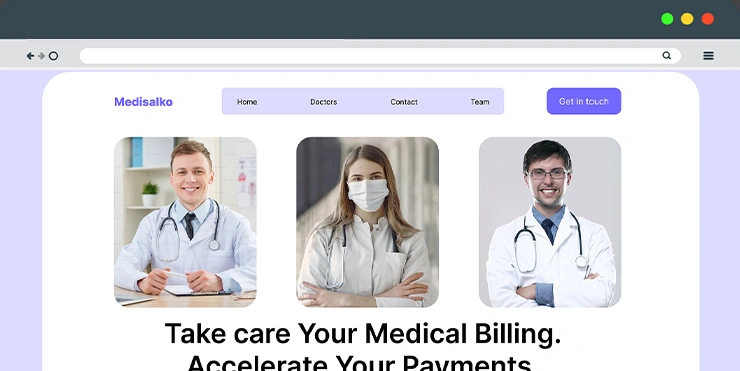 Medisalko
Home Doctors Contact Team
Get in touch
Take care Your Medical Billing.
Accelerate Your Payments